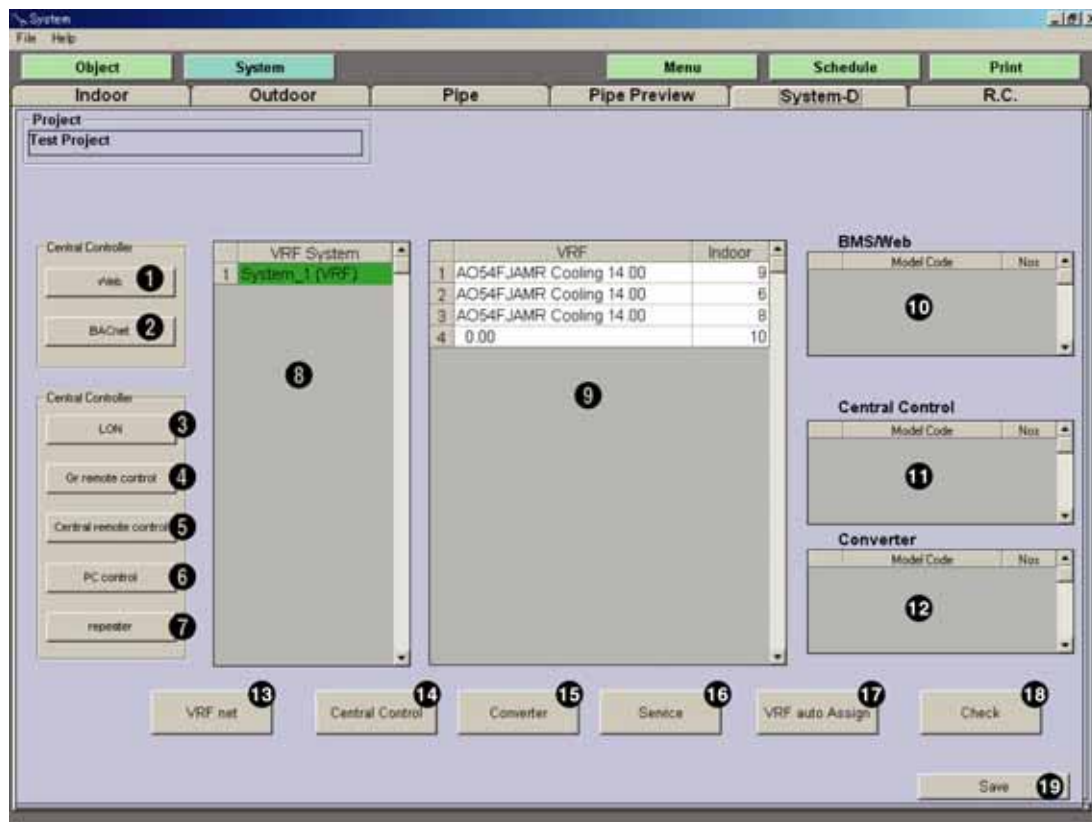 System
File Help
Object System Menu Schedule Print
Indoor Outdoor Pipe Pipe Preview System-D R.C.
Project
Test Project
Central Controller
Web 1
BACnet 2
Central Controller
LON 3
Gr remote control 4
Central remote control 5
PC control 6
repeater 7
VRF System
1 System_1 (VRF)
8
VRF Indoor
1 AO54FJAMR Cooling 14.00 9
2 AO54FJAMR Cooling 14.00 6
3 AO54FJAMR Cooling 14.00 8
4 0.00 10
9
BMS/Web
Model Code Nos
10
Central Control
Model Code Nos
11
Converter
Model Code Nos
12
VRF net 13
Central Control 14
Converter 15
Service 16
VRF auto Assign 17
Check 18
Save 19